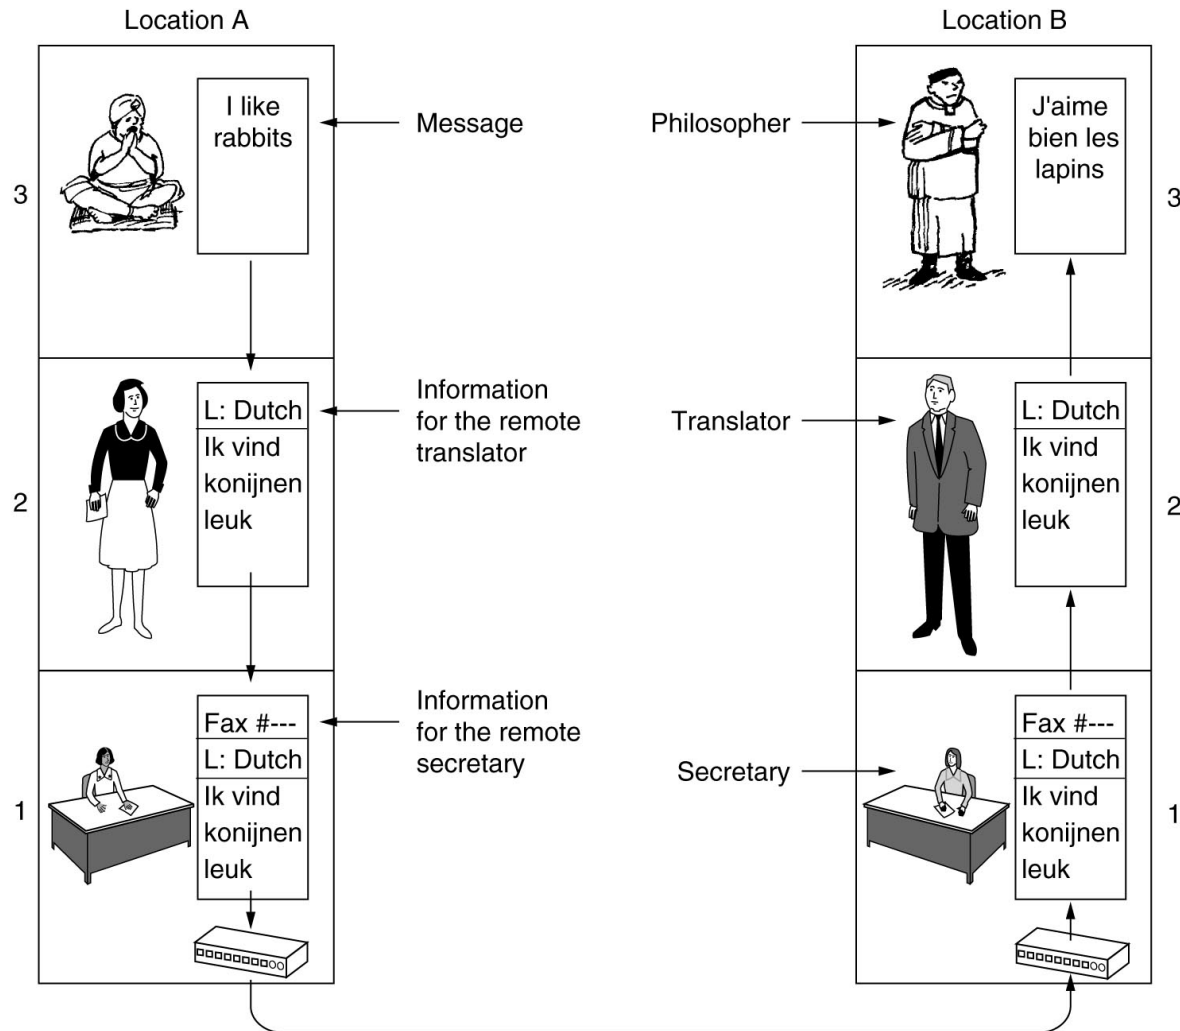 Location A
Location B
I like
rabbits
Message
Philosopher
J'aime
bien les
lapins
3
3
L: Dutch
Ik vind
konijnen
leuk
Information
for the remote
translator
Translator
L: Dutch
Ik vind
konijnen
leuk
2
2
Fax #---
L: Dutch
Ik vind
konijnen
leuk
Information
for the remote
secretary
Secretary
Fax #---
L: Dutch
Ik vind
konijnen
leuk
1
1